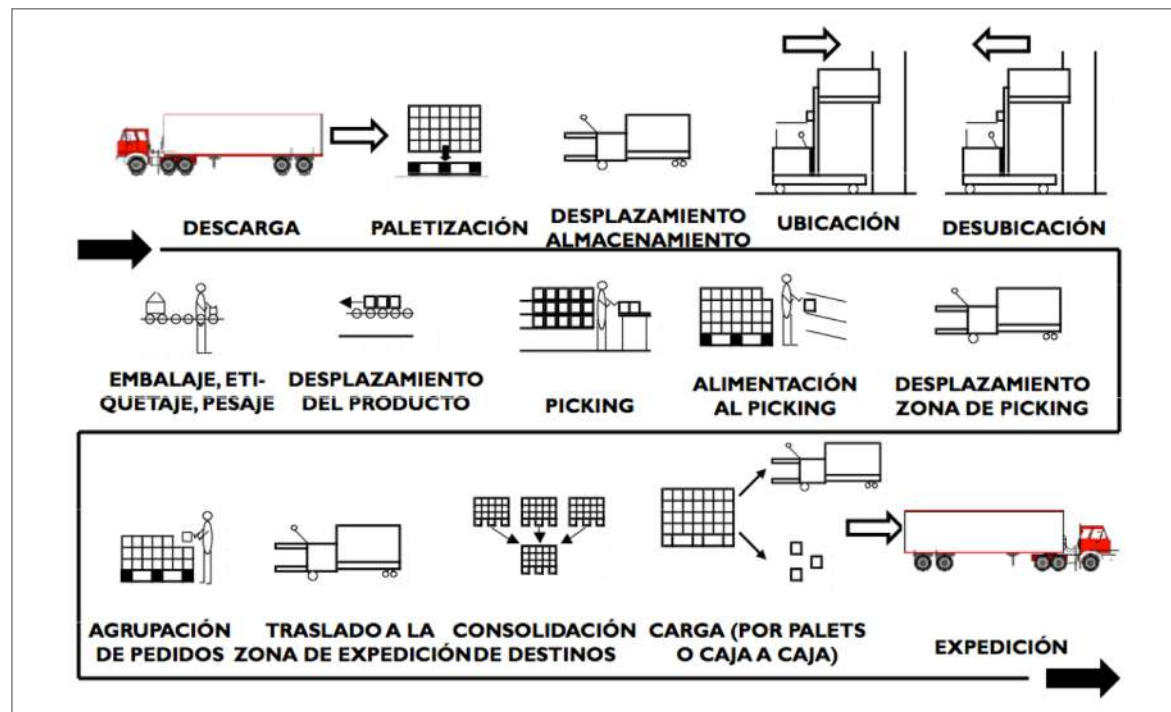 DESCARGA
PALETIZACIÓN
DESPLAZAMIENTO
ALMACENAMIENTO
UBICACIÓN
DESUBICACIÓN
EMBALAJE, ETI-
QUETAJE, PESAJE
DESPLAZAMIENTO
DEL PRODUCTO
PICKING
ALIMENTACIÓN
AL PICKING
DESPLAZAMIENTO
ZONA DE PICKING
AGRUPACIÓN
DE PEDIDOS
TRASLADO A LA
ZONA DE EXPEDICIÓN
CONSOLIDACIÓN
DE DESTINOS
CARGA (POR PALETS
O CAJA A CAJA)
EXPEDICIÓN